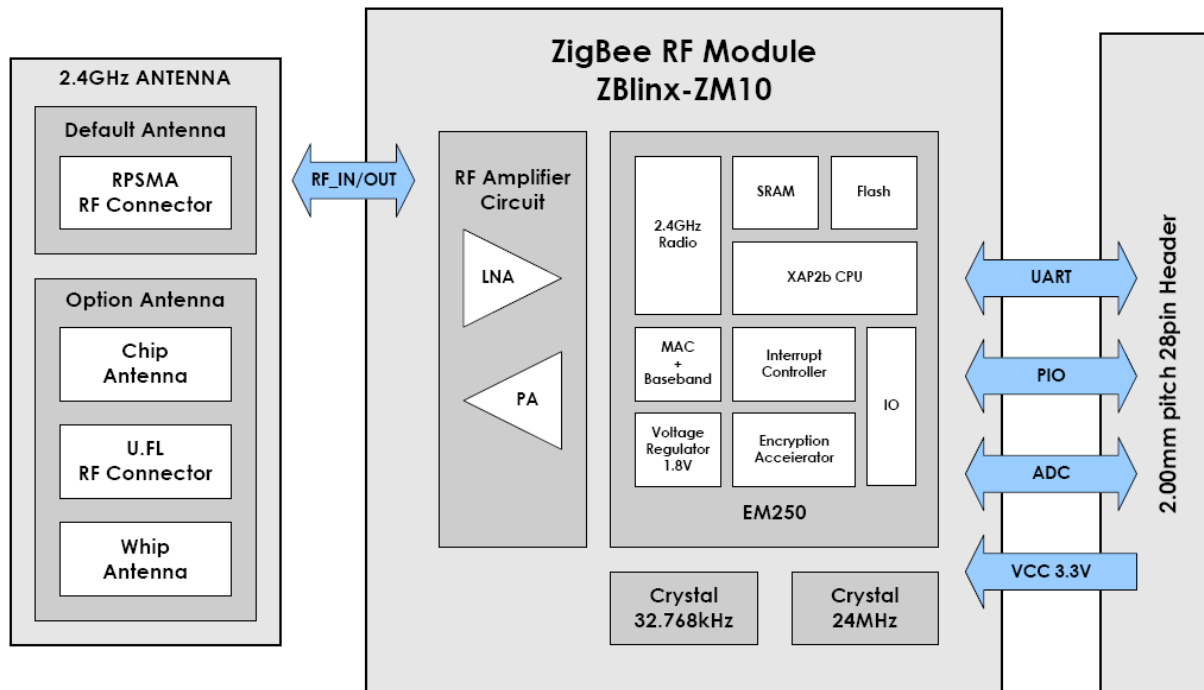 2.4GHz ANTENNA
Default Antenna
RPSMA
RF Connector
Option Antenna
Chip
Antenna
U.FL
RF Connector
Whip
Antenna
RF_IN/OUT
ZigBee RF Module
ZBlinx-ZM10
RF Amplifier
Circuit
LNA
PA
2.4GHz
Radio
SRAM
Flash
XAP2b CPU
MAC
+
Baseband
Interrupt
Controller
IO
Voltage
Regulator
1.8V
Encryption
Acceierator
EM250
Crystal
32.768kHz
Crystal
24MHz
UART
PIO
ADC
VCC 3.3V
2.00mm pitch 28pin Header